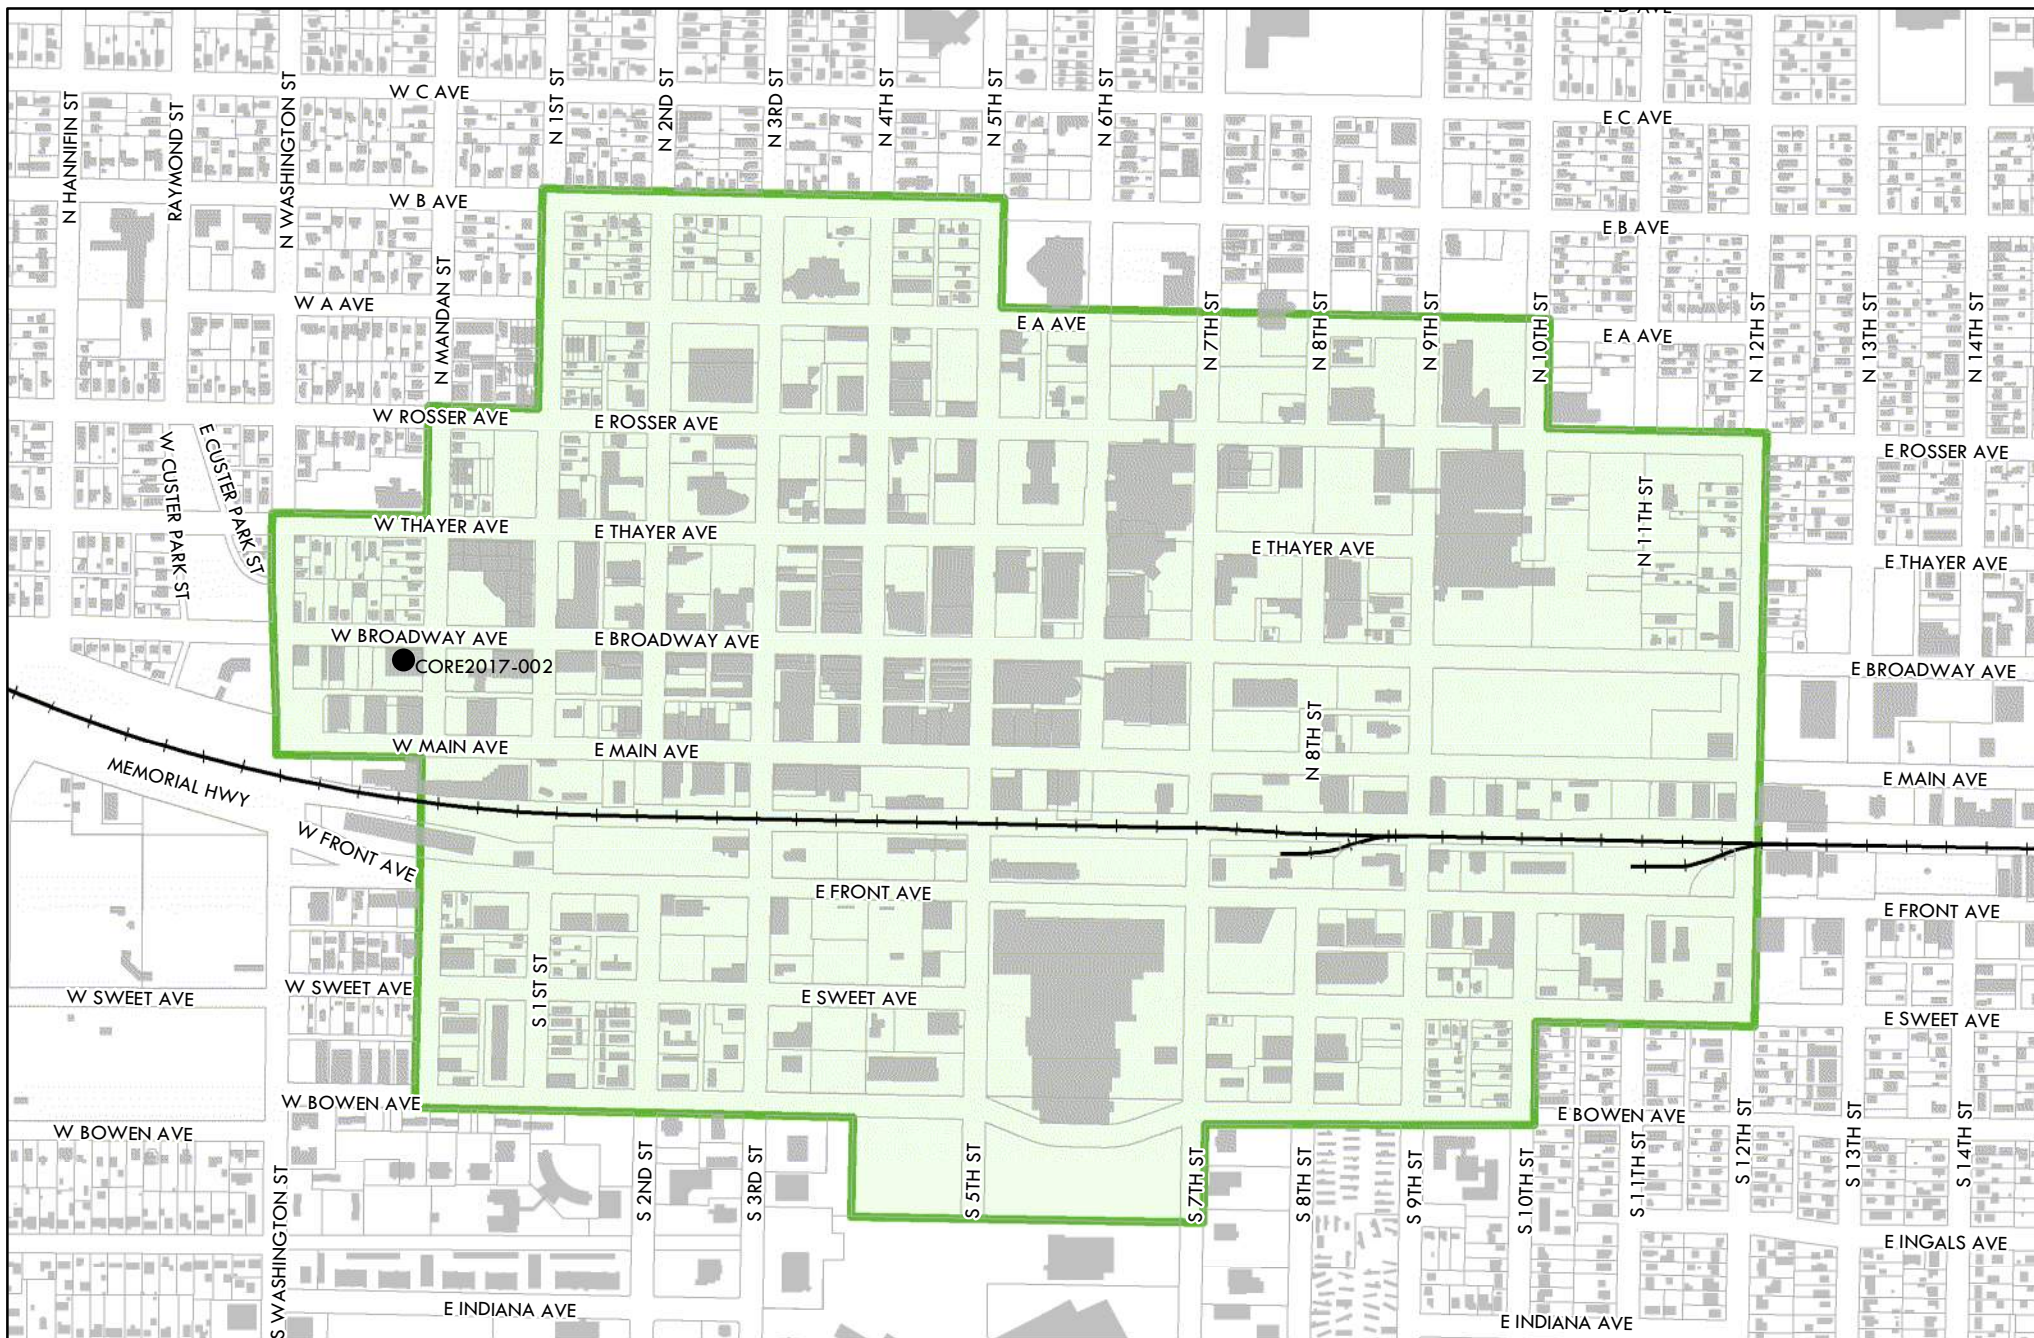 W C AVE
E C AVE
N HANNIFIN ST
RAYMOND ST
N WASHINGTON ST
N 1ST ST
N 2ND ST
N 3RD ST
N 4TH ST
N 5TH ST
N 6TH ST
W B AVE
E B AVE
N MANDAN ST
W A AVE
E A AVE
N 7TH ST
N 8TH ST
N 9TH ST
N 10TH ST
E A AVE
N 12TH ST
N 13TH ST
N 14TH ST
W ROSSER AVE
E ROSSER AVE
E ROSSER AVE
W CUSTER PARK ST
E CUSTER PARK ST
W THAYER AVE
E THAYER AVE
E THAYER AVE
N 11TH ST
E THAYER AVE
W BROADWAY AVE
E BROADWAY AVE
CORE2017-002
E BROADWAY AVE
N 8TH ST
W MAIN AVE
E MAIN AVE
E MAIN AVE
MEMORIAL HWY
W FRONT AVE
E FRONT AVE
E FRONT AVE
W SWEET AVE
W SWEET AVE
S 1ST ST
E SWEET AVE
E SWEET AVE
W BOWEN AVE
W BOWEN AVE
E BOWEN AVE
S WASHINGTON ST
S 2ND ST
S 3RD ST
S 5TH ST
S 7TH ST
S 8TH ST
S 9TH ST
S 10TH ST
S 11TH ST
S 12TH ST
S 13TH ST
S 14TH ST
E INGALS AVE
E INDIANA AVE
E INDIANA AVE